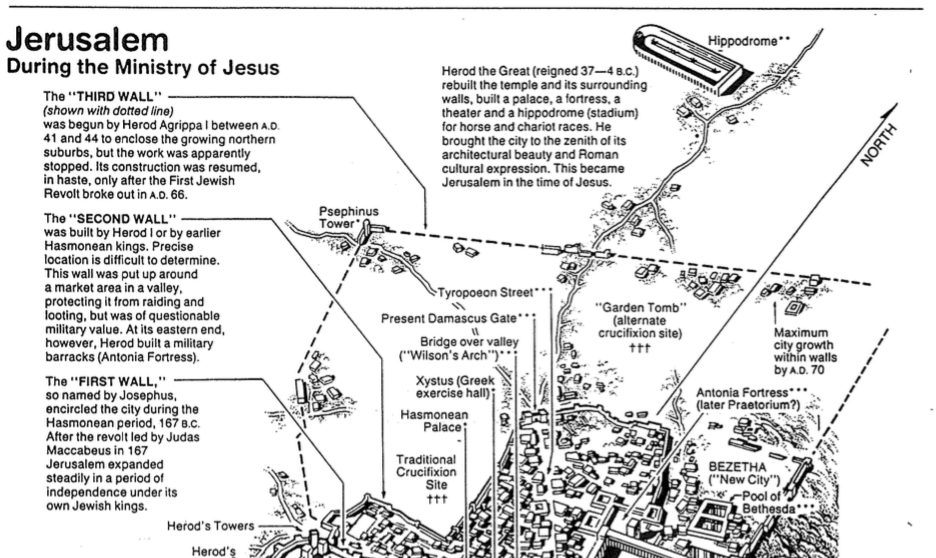 Jerusalem
During the Ministry of Jesus
The "THIRD WALL"
(shown with dotted line)
was begun by Herod Agrippa I between A.D.
41 and 44 to enclose the growing northern
suburbs, but the work was apparently
stopped. Its construction was resumed,
in haste, only after the First Jewish
Revolt broke out in A.D. 66.
The "SECOND WALL"
was built by Herod I or by earlier
Hasmonean kings. Precise
location is difficult to determine.
This wall was put up around
a market area in a valley,
protecting it from raiding and
looting, but was of questionable
military value. At its eastern end,
however, Herod built a military
barracks (Antonia Fortress).
The "FIRST WALL,"
so named by Josephus,
encircled the city during the
Hasmonean period, 167 B.C.
After the revolt led by Judas
Maccabeus in 167
Jerusalem expanded
steadily in a period of
independence under its
own Jewish kings.
Herod's Towers
Herod's
Herod the Great (reigned 37—4 B.C.)
rebuilt the temple and its surrounding
walls, built a palace, a fortress, a
theater and a hippodrome (stadium)
for horse and chariot races. He
brought the city to the zenith of its
architectural beauty and Roman
cultural expression. This became
Jerusalem in the time of Jesus.
Hippodrome**
NORTH
Psephinus
Tower*
Tyropoeon Street***
Present Damascus Gate***
Bridge over valley
("Wilson's Arch")***
Xystus (Greek
exercise hall)*
Hasmonean
Palace*
Traditional
Crucifixion
Site
†††
"Garden Tomb"
(alternate
crucifixion site)
†††
Maximum
city growth
within walls
by A.D. 70
Antonia Fortress***
(later Praetorium?)
BEZETHA
("New City")
Pool of
Bethesda***